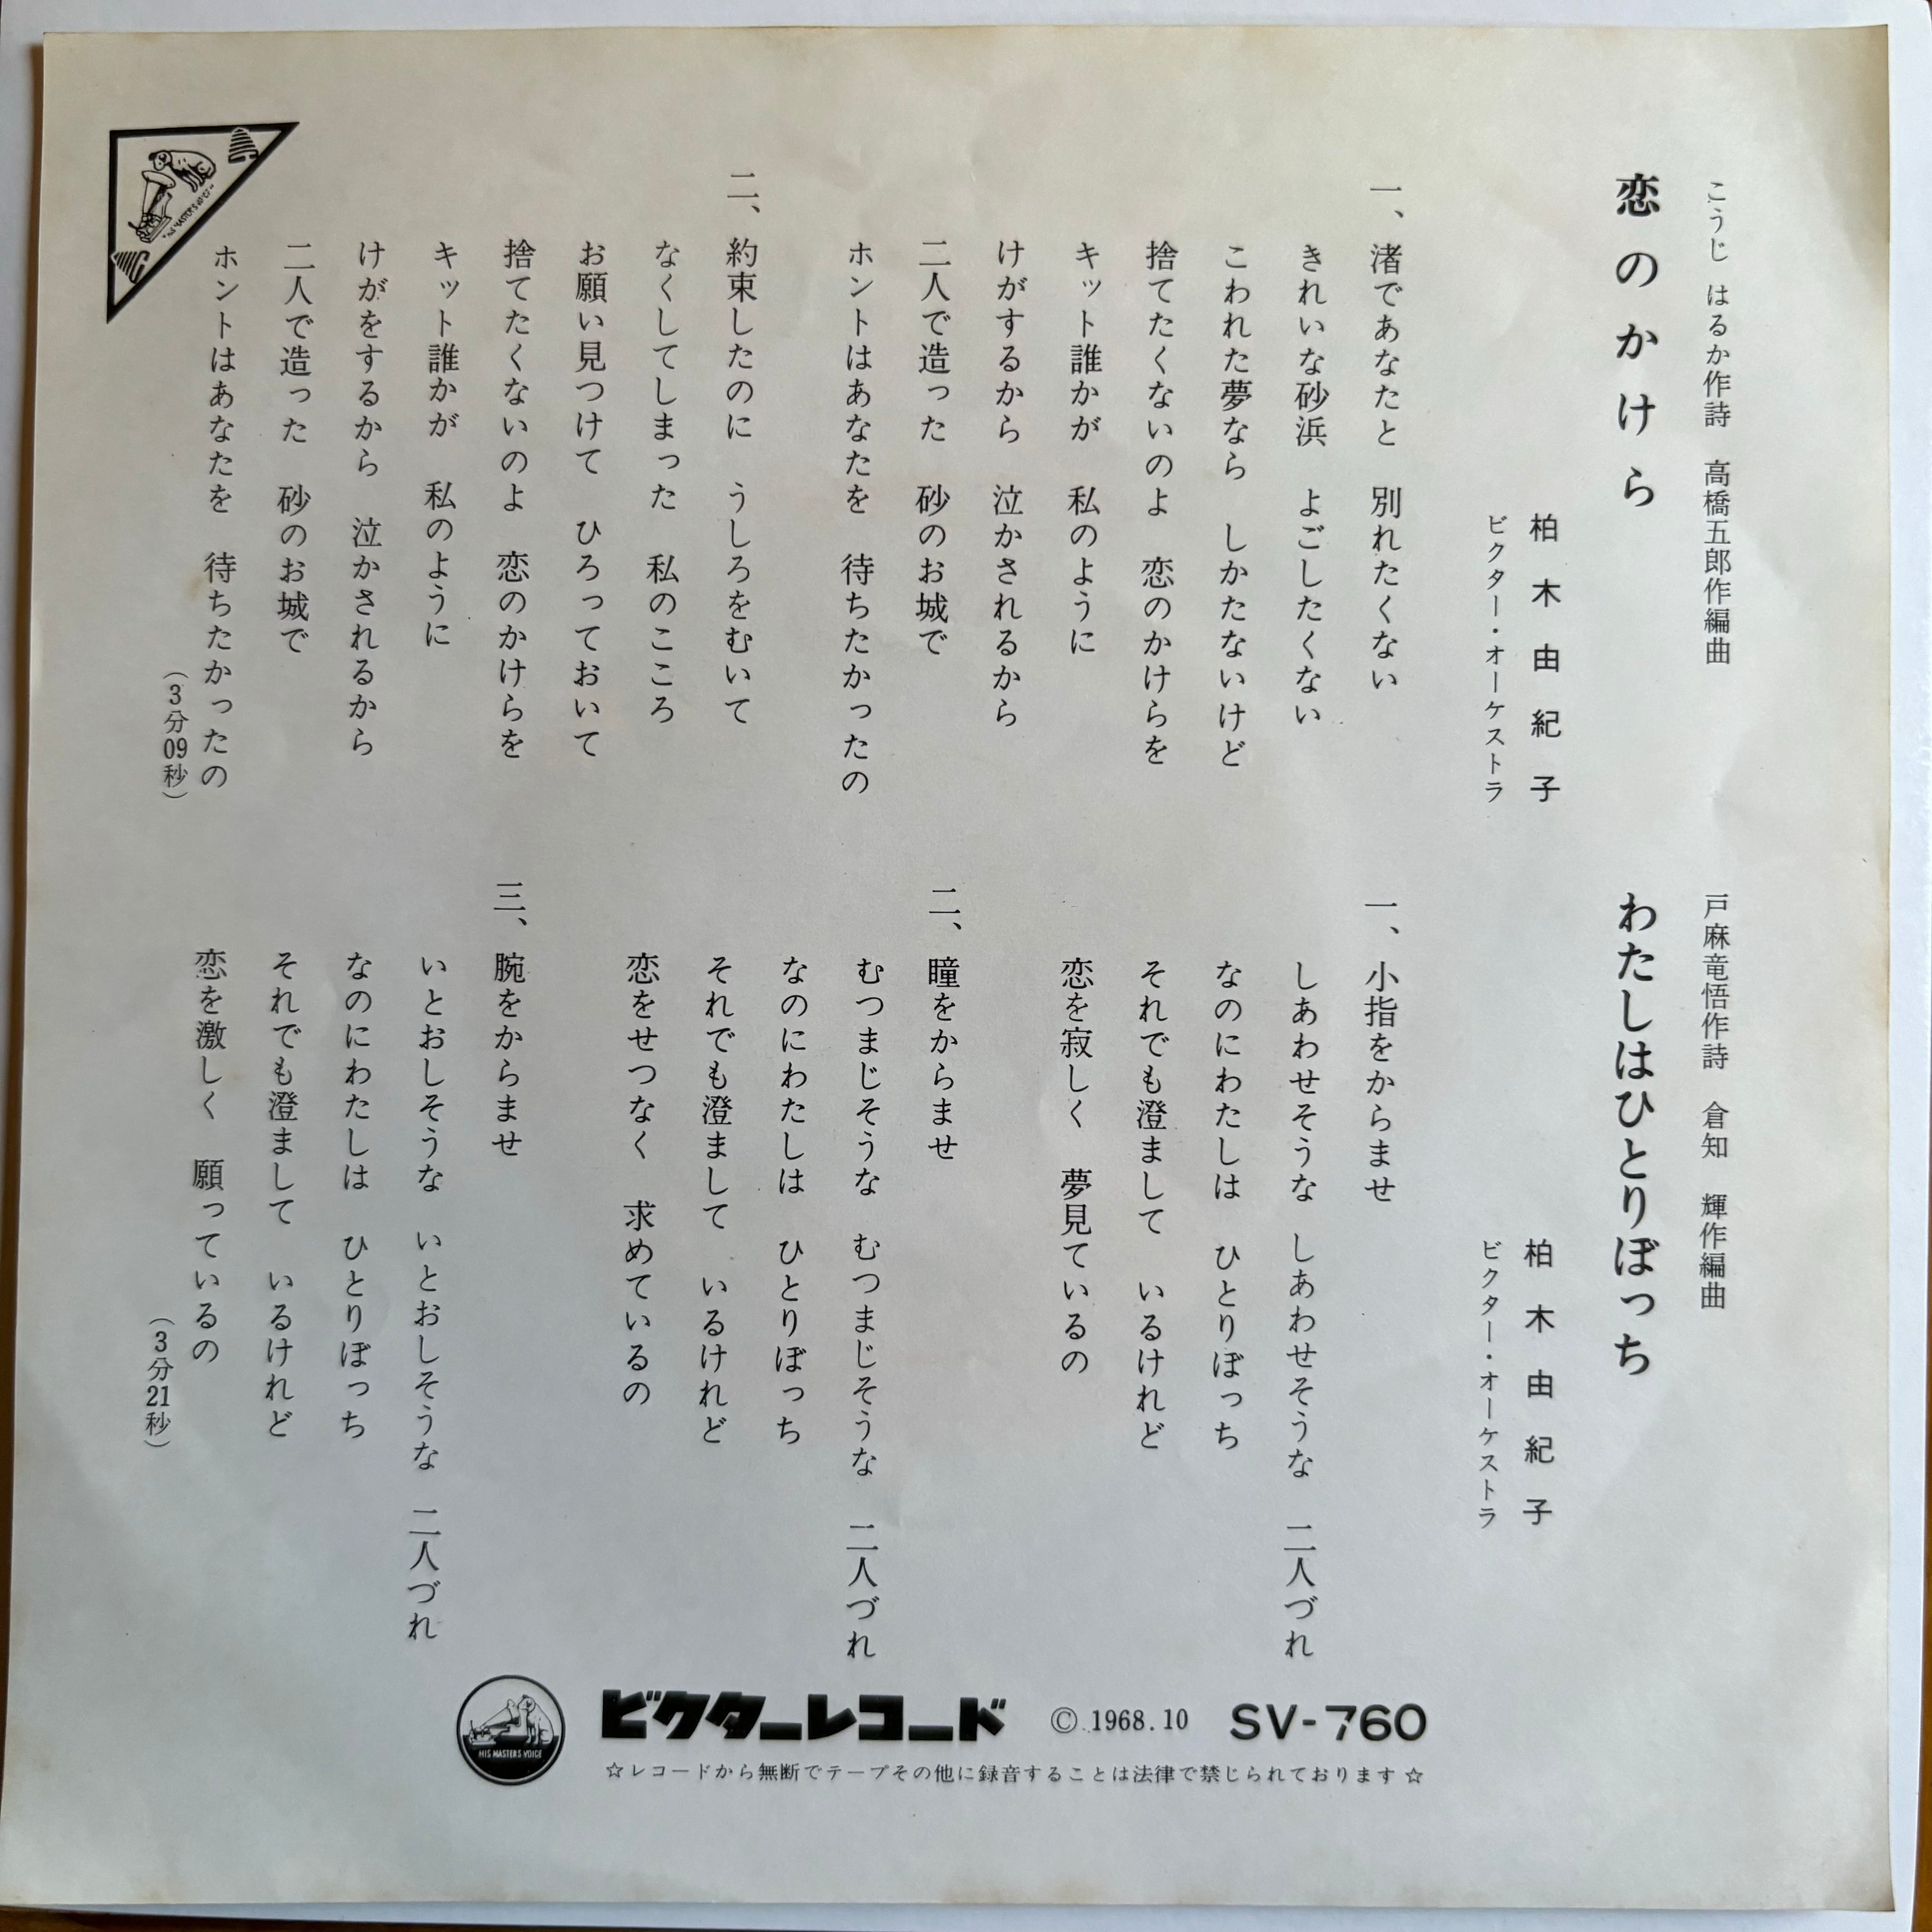 こうじ はるか作詩　高橋五郎作編曲
恋のかけら
柏木由紀子
ビクター・オーケストラ
一、渚であなたと　別れたくない
きれいな砂浜　よごしたくない
こわれた夢なら　しかたないけど
捨てたくないのよ　恋のかけらを
キット誰かが　私のように
けがするから　泣かされるから
二人で造った　砂のお城で
ホントはあなたを　待ちたかったの
二、約束したのに　うしろをむいて
なくしてしまった　私のこころ
お願い見つけて　ひろっておいて
捨てたくないのよ　恋のかけらを
キット誰かが　私のように
けがをするから　泣かされるから
二人で造った　砂のお城で
ホントはあなたを　待ちたかったの
（3分09秒）
戸麻竜悟作詩　倉知　輝作編曲
わたしはひとりぼっち
柏木由紀子
ビクター・オーケストラ
一、小指をからませ
しあわせそうな　しあわせそうな　二人づれ
なのにわたしは　ひとりぼっち
それでも澄まして　いるけれど
恋を寂しく　夢見ているの
二、瞳をからませ
むつまじそうな　むつまじそうな　二人づれ
なのにわたしは　ひとりぼっち
それでも澄まして　いるけれど
恋をせつなく　求めているの
三、腕をからませ
いとおしそうな　いとおしそうな　二人づれ
なのにわたしは　ひとりぼっち
それでも澄まして　いるけれど
恋を激しく　願っているの
（3分21秒）
HIS MASTERS VOICE
ビクターレコード　Ⓒ 1968.10　SV-760
☆レコードから無断でテープその他に録音することは法律で禁じられております☆